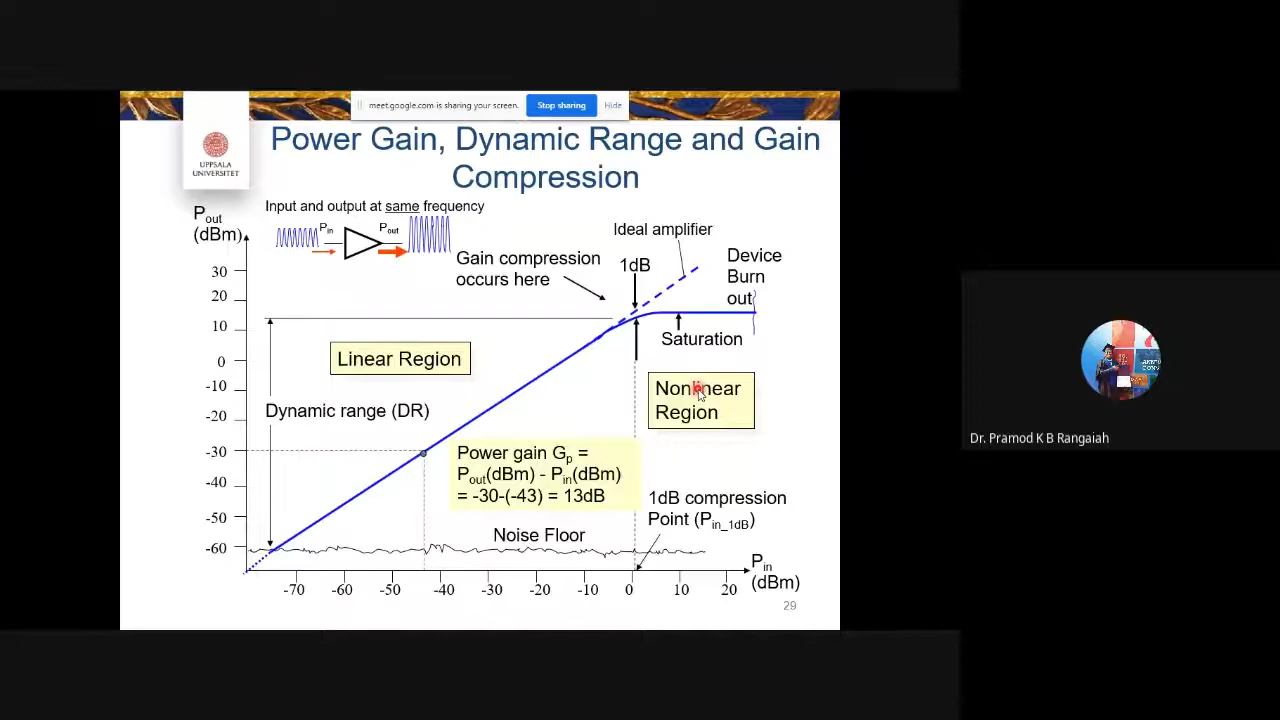 meet.google.com is sharing your screen.
Stop sharing
Hide
UPPSALA
UNIVERSITET
Power Gain, Dynamic Range and Gain
Compression
Input and output at same frequency
Pin
Pout
Pout
(dBm)
Gain compression
occurs here
1dB
Ideal amplifier
Device
Burn
out
Saturation
Linear Region
Nonlinear
Region
Dynamic range (DR)
Power gain Gp =
Pout(dBm) - Pin(dBm)
= -30-(-43) = 13dB
1dB compression
Point (Pin_1dB)
Noise Floor
30
20
10
0
-10
-20
-30
-40
-50
-60
-70
-60
-50
-40
-30
-20
-10
0
10
20
Pin
(dBm)
29
Dr. Pramod K B Rangaiah